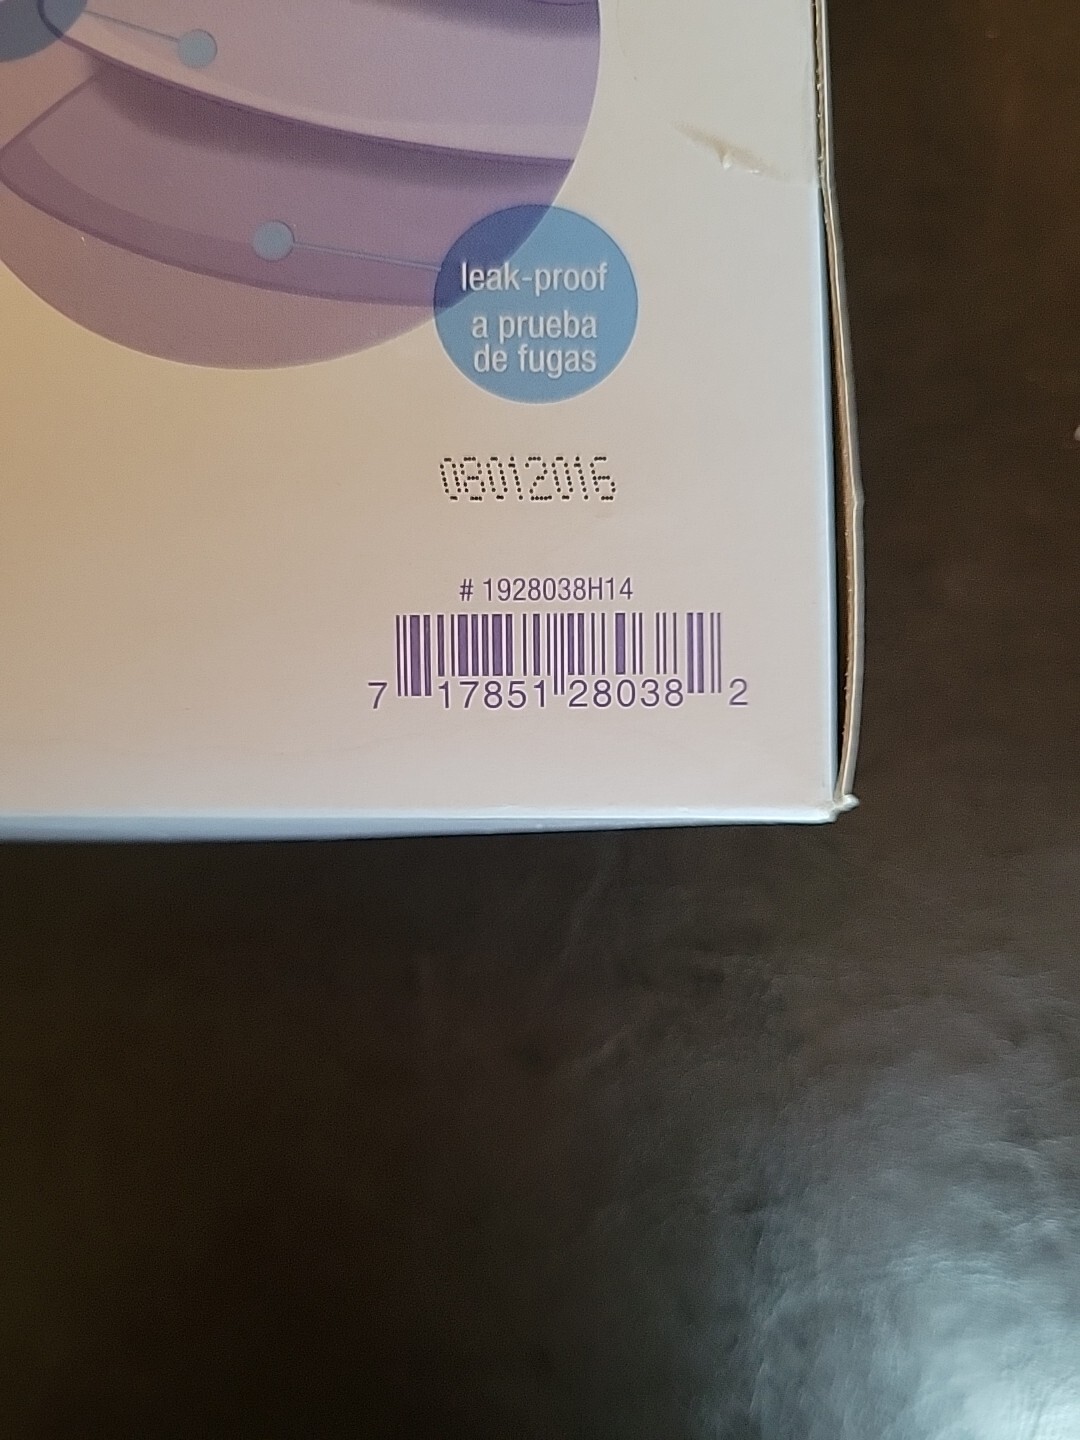 leak-proof
a prueba
de fugas
08012016
# 1928038H14
7 17851 28038 2